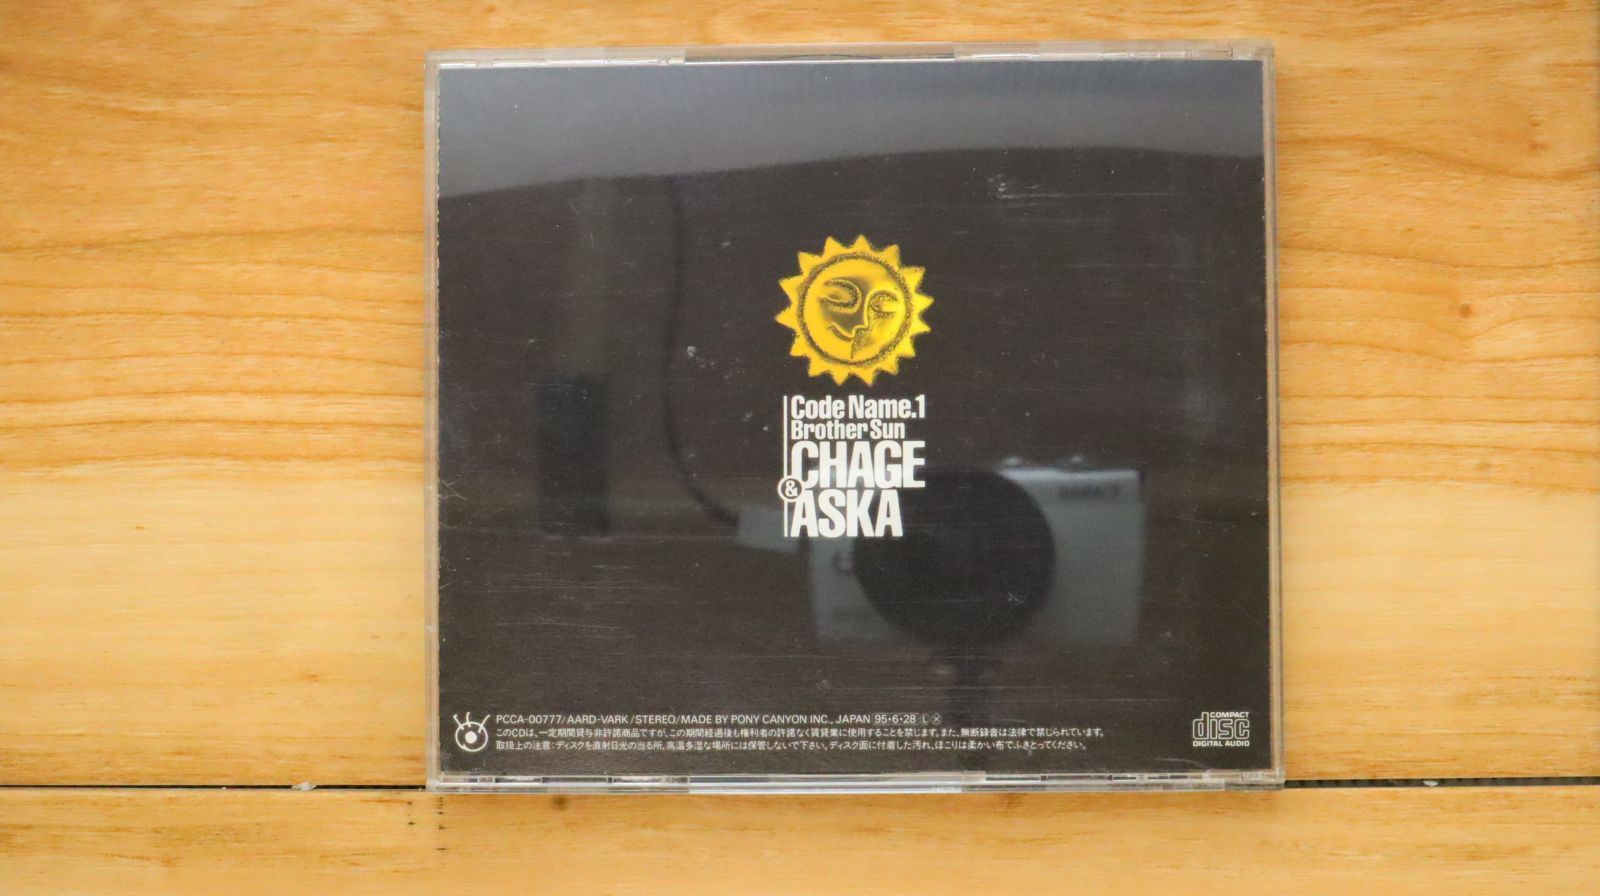 Code Name.1
Brother Sun
CHAGE
&
ASKA
PCCA-00777/AARD-VARK/STEREO/MADE BY PONY CANYON INC., JAPAN 95・6・28 Ⓛ Ⓧ
このCDは、一定期間貸与非許諾商品ですが、この期間経過後も権利者の許諾なく賃貸業に使用することを禁じます。また、無断録音は法律で禁じられています。
取扱上の注意:ディスクを直射日光の当る所、高温多湿な場所には保管しないで下さい。ディスク面に付着した汚れ、ほこりは柔かい布でふきとってください。
COMPACT
disc
DIGITAL AUDIO